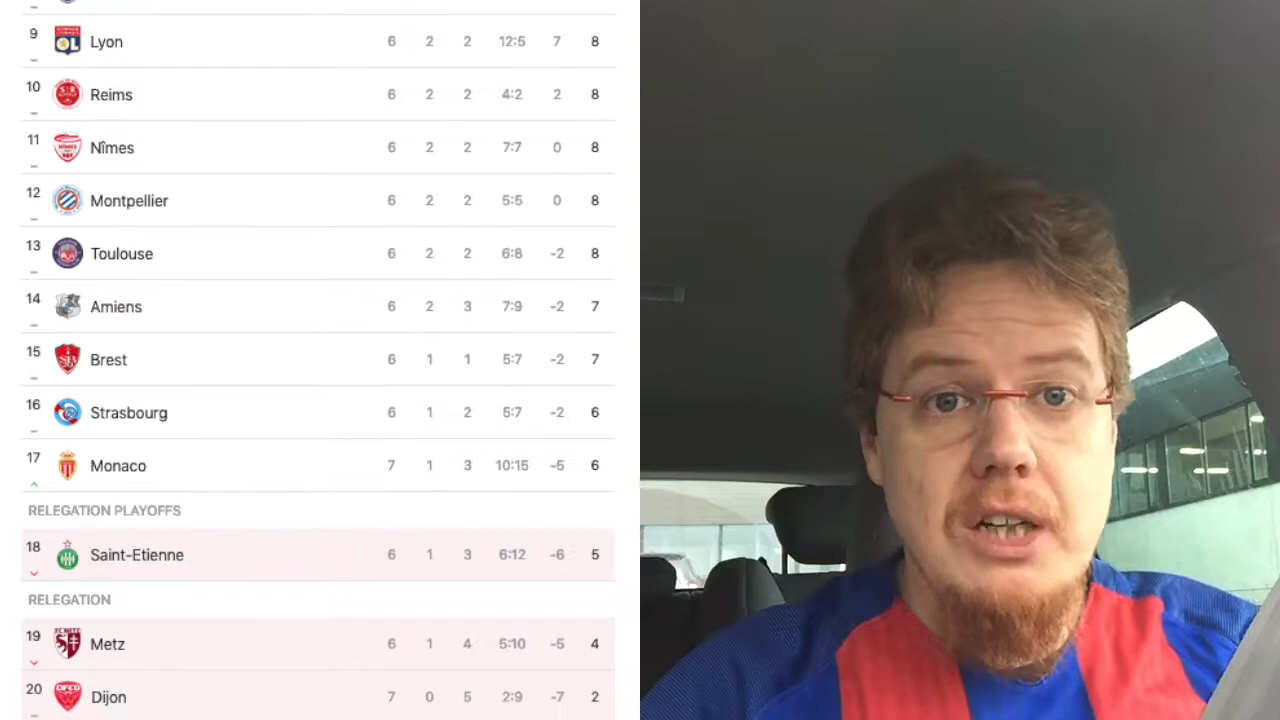 9 Lyon 6 2 2 12:5 7 8
10 Reims 6 2 2 4:2 2 8
11 Nîmes 6 2 2 7:7 0 8
12 Montpellier 6 2 2 5:5 0 8
13 Toulouse 6 2 2 6:8 -2 8
14 Amiens 6 2 3 7:9 -2 7
15 Brest 6 1 1 5:7 -2 7
16 Strasbourg 6 1 2 5:7 -2 6
17 Monaco 7 1 3 10:15 -5 6
RELEGATION PLAYOFFS
18 Saint-Etienne 6 1 3 6:12 -6 5
RELEGATION
19 Metz 6 1 4 5:10 -5 4
20 Dijon 7 0 5 2:9 -7 2